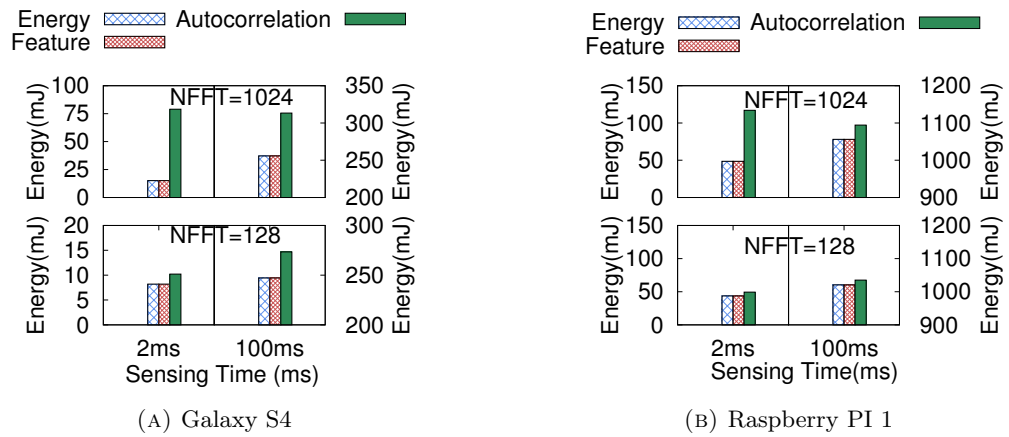 Energy Autocorrelation
Feature
100 350
75 NFFT=1024 300
50 250
25
0 200
Energy(mJ) Energy(mJ)
20 300
15 NFFT=128
10 250
5
0 200
Energy(mJ) Energy(mJ)
2ms 100ms
Sensing Time (ms)
(A) Galaxy S4
Energy Autocorrelation
Feature
150 1200
100 NFFT=1024 1100
50 1000
0 900
Energy(mJ) Energy(mJ)
150 1200
100 NFFT=128 1100
50 1000
0 900
Energy(mJ) Energy(mJ)
2ms 100ms
Sensing Time(ms)
(B) Raspberry PI 1